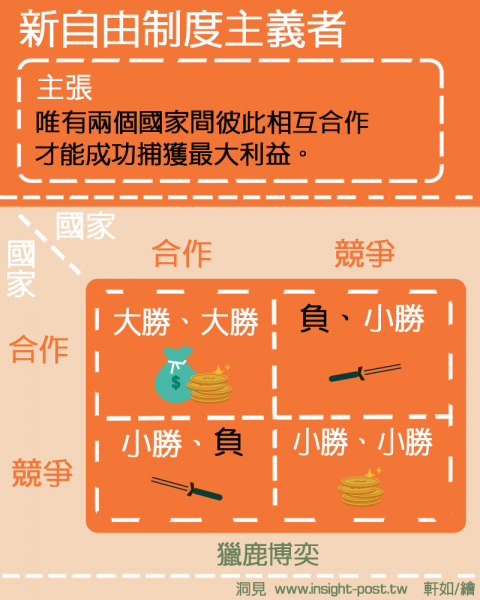 新自由制度主義者
主張
唯有兩個國家間彼此相互合作
才能成功捕獲最大利益。
國家
國家
合作
競爭
合作
大勝、大勝
負、小勝
$
競爭
小勝、負
小勝、小勝
獵鹿博奕
洞見 www.insight-post.tw 軒如/繪